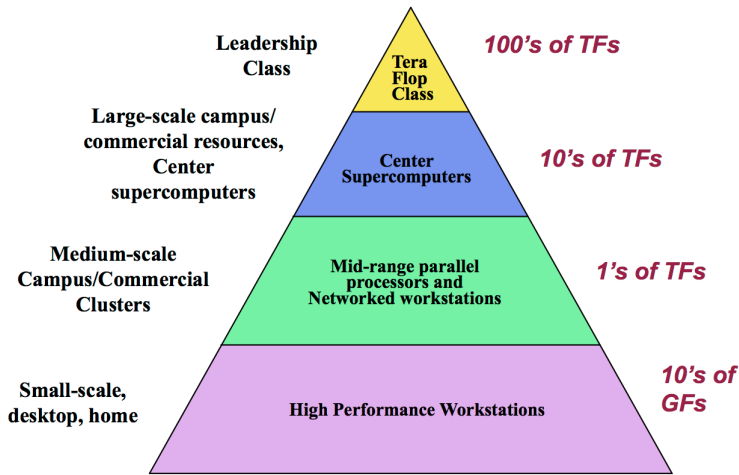 Leadership
Class
Tera
Flop
Class
100's of TFs
Large-scale campus/
commercial resources,
Center
supercomputers
Center
Supercomputers
10's of TFs
Medium-scale
Campus/Commercial
Clusters
Mid-range parallel
processors and
Networked workstations
1's of TFs
Small-scale,
desktop, home
High Performance Workstations
10's of
GFs